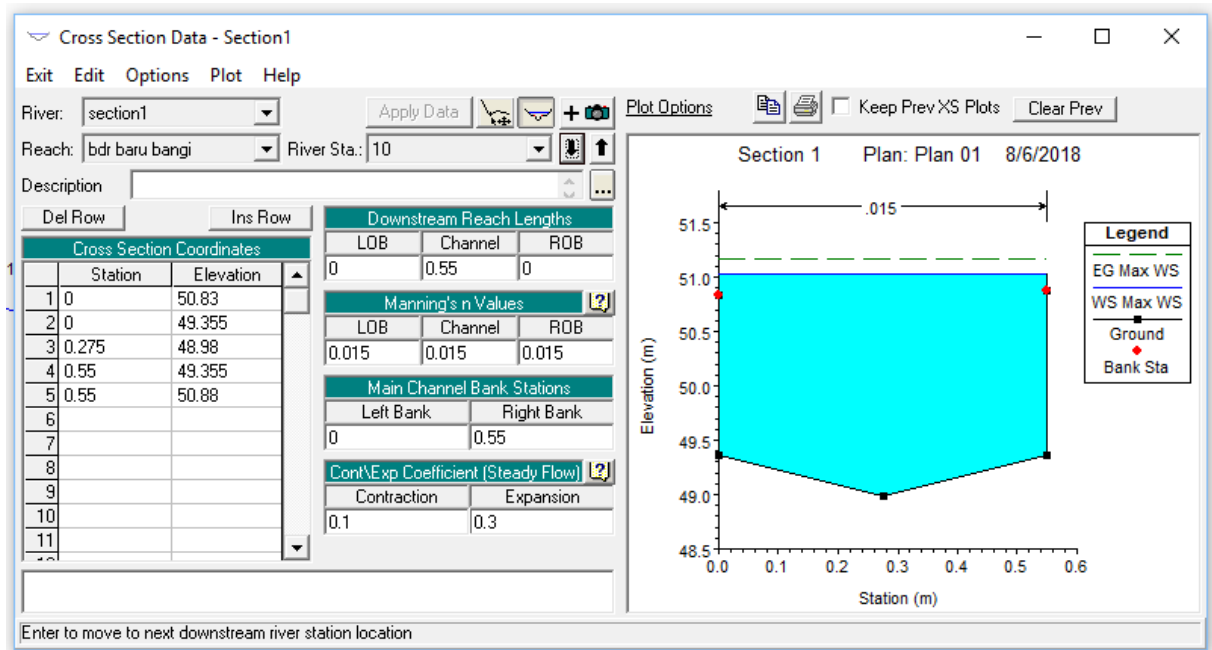 Cross Section Data - Section1
Exit Edit Options Plot Help
River: section1 Apply Data
Reach: bdr baru bangi River Sta.: 10
Description ...
Del Row Ins Row
Cross Section Coordinates
Station Elevation
1 0 50.83
2 0 49.355
3 0.275 48.98
4 0.55 49.355
5 0.55 50.88
6
7
8
9
10
11
Downstream Reach Lengths
LOB Channel ROB
0 0.55 0
Manning's n Values ?
LOB Channel ROB
0.015 0.015 0.015
Main Channel Bank Stations
Left Bank Right Bank
0 0.55
Cont\Exp Coefficient (Steady Flow) ?
Contraction Expansion
0.1 0.3
Enter to move to next downstream river station location
Plot Options Keep Prev XS Plots Clear Prev
Section 1 Plan: Plan 01 8/6/2018
.015
51.5
51.0
50.5
50.0
49.5
49.0
48.5
Elevation (m)
0.0 0.1 0.2 0.3 0.4 0.5 0.6
Station (m)
Legend
EG Max WS
WS Max WS
Ground
Bank Sta